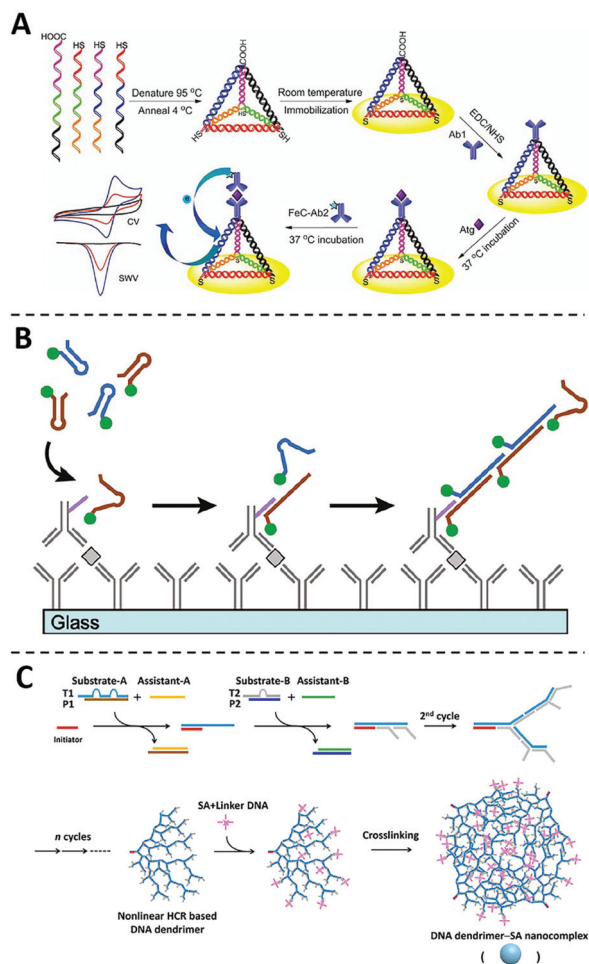 A
HOOC HS HS HS
Denature 95 °C
Anneal 4 °C
COOH
HS
HS
SH
Room temperature
Immobilization
COOH
S
S
S
EDC/NHS
Ab1
S
S
S
Atg
37 °C incubation
S
S
S
FeC-Ab2
37 °C incubation
e
S
S
S
CV
SWV
B
Glass
C
Substrate-A
Assistant-A
T1
P1
+
Initiator
Substrate-B
Assistant-B
T2
P2
+
2nd cycle
n cycles
Nonlinear HCR based
DNA dendrimer
SA+Linker DNA
Crosslinking
DNA dendrimer–SA nanocomplex
( )